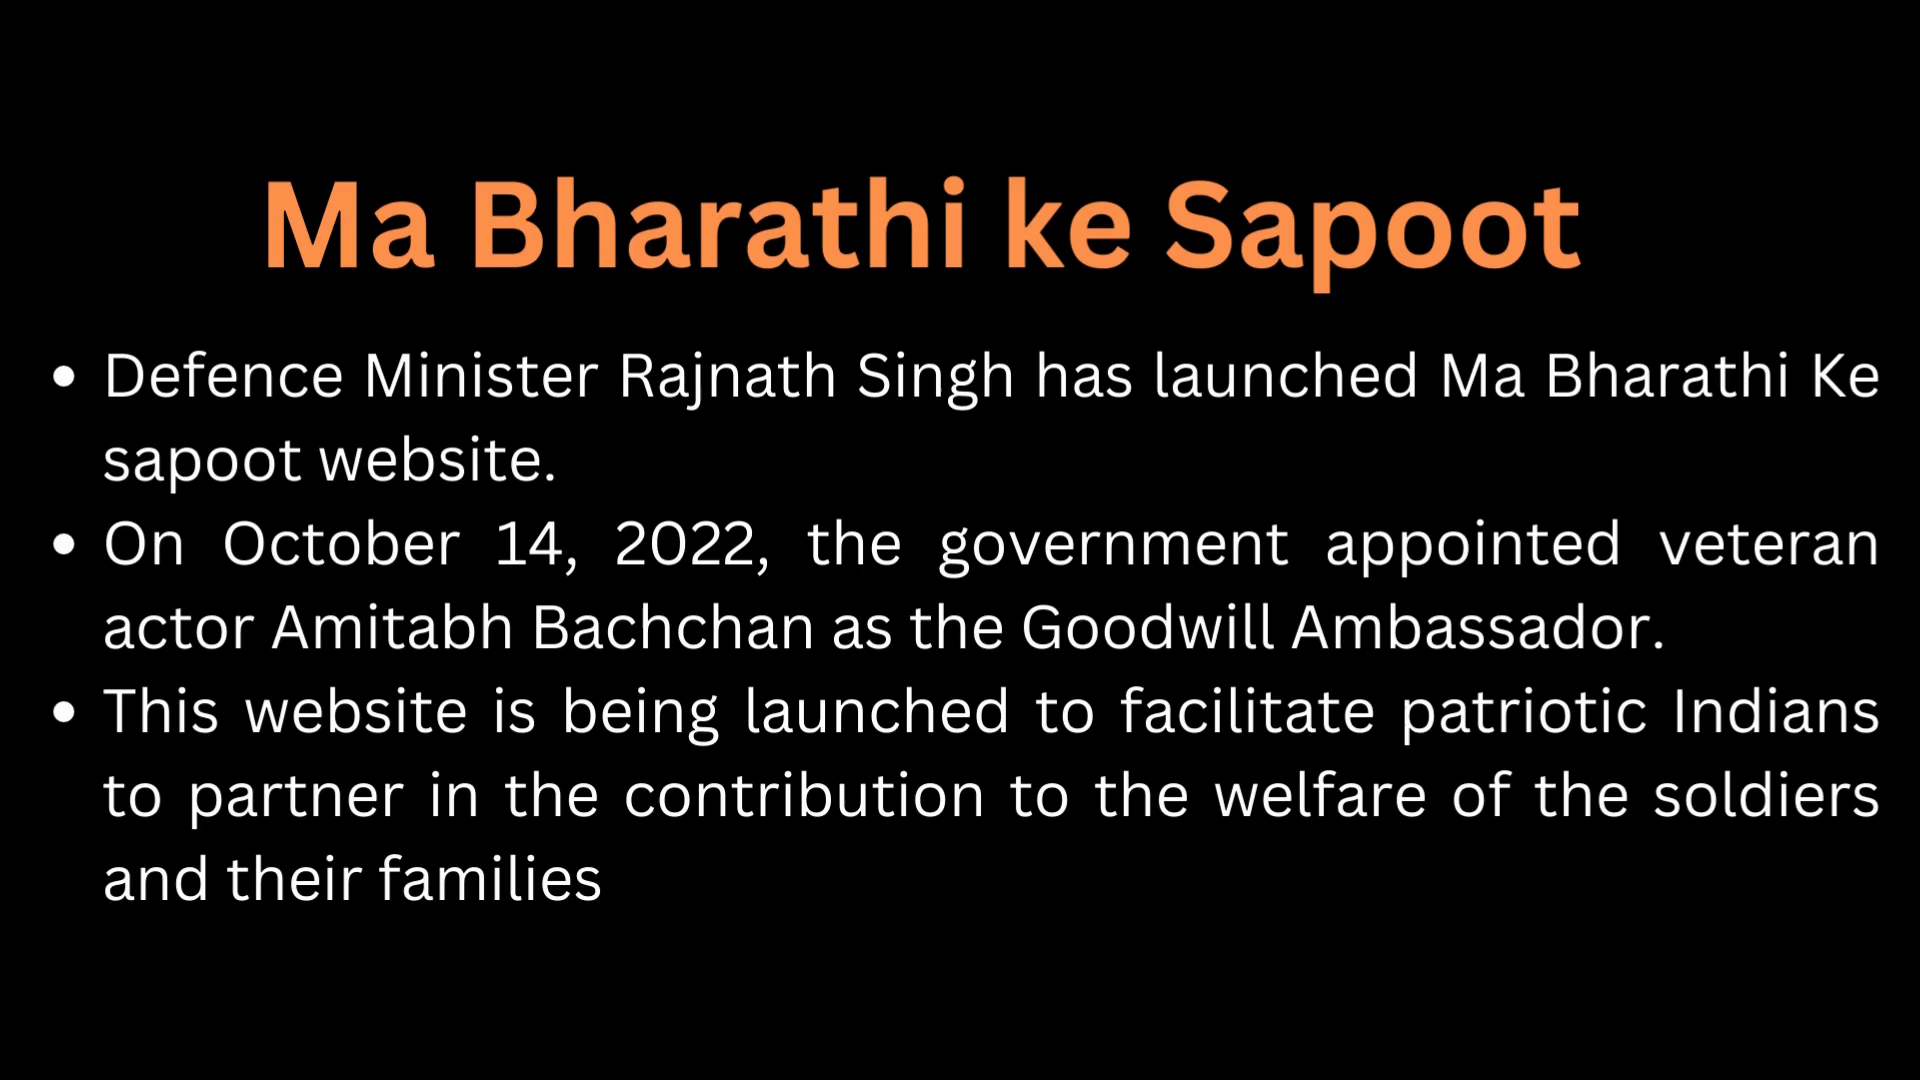 Ma Bharathi ke Sapoot
• Defence Minister Rajnath Singh has launched Ma Bharathi Ke
sapoot website.
• On October 14, 2022, the government appointed veteran
actor Amitabh Bachchan as the Goodwill Ambassador.
• This website is being launched to facilitate patriotic Indians
to partner in the contribution to the welfare of the soldiers
and their families